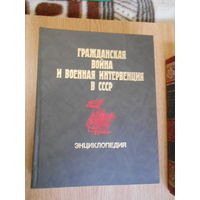 ГРАЖДАНСКАЯ
ВОЙНА
И ВОЕННАЯ ИНТЕРВЕНЦИЯ
В СССР
ЭНЦИКЛОПЕДИЯ